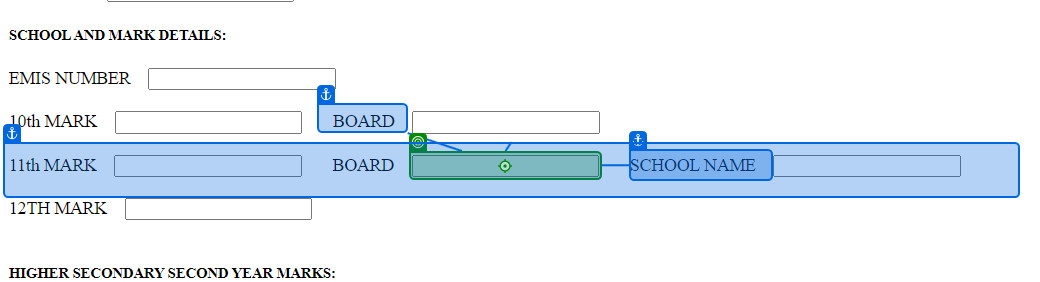 SCHOOL AND MARK DETAILS:
EMIS NUMBER
10th MARK BOARD
11th MARK BOARD SCHOOL NAME
12TH MARK
HIGHER SECONDARY SECOND YEAR MARKS: